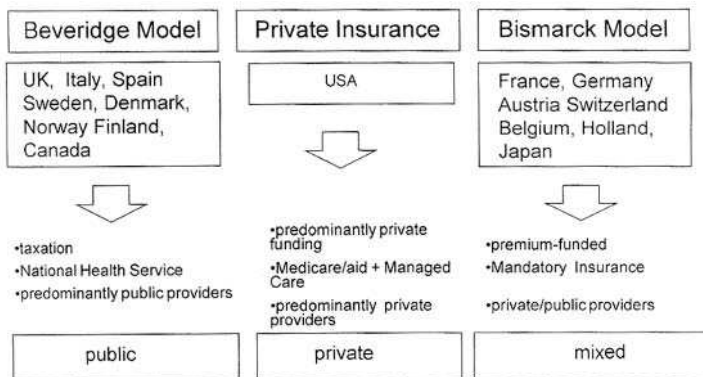 Beveridge Model
UK, Italy, Spain
Sweden, Denmark,
Norway Finland,
Canada
•taxation
•National Health Service
•predominantly public providers
public
Private Insurance
USA
•predominantly private
funding
•Medicare/aid + Managed
Care
•predominantly private
providers
private
Bismarck Model
France, Germany
Austria Switzerland
Belgium, Holland,
Japan
•premium-funded
•Mandatory Insurance
•private/public providers
mixed